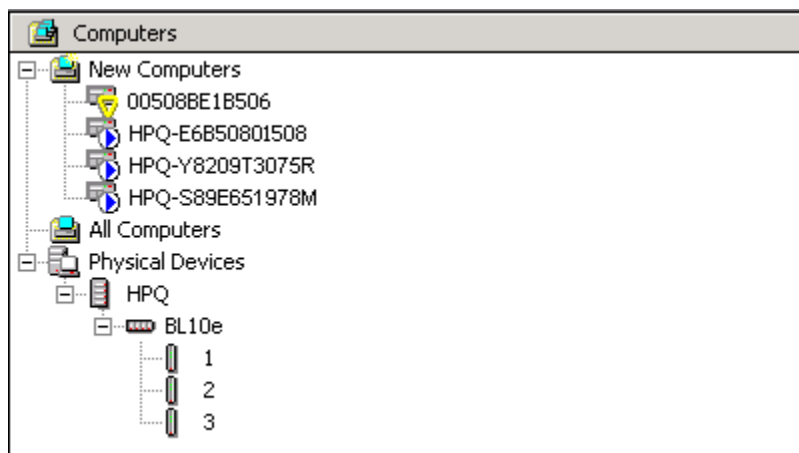 Computers
New Computers
00508BE1B506
HPQ-E6B50801508
HPQ-Y8209T3075R
HPQ-S89E651978M
All Computers
Physical Devices
HPQ
BL10e
1
2
3